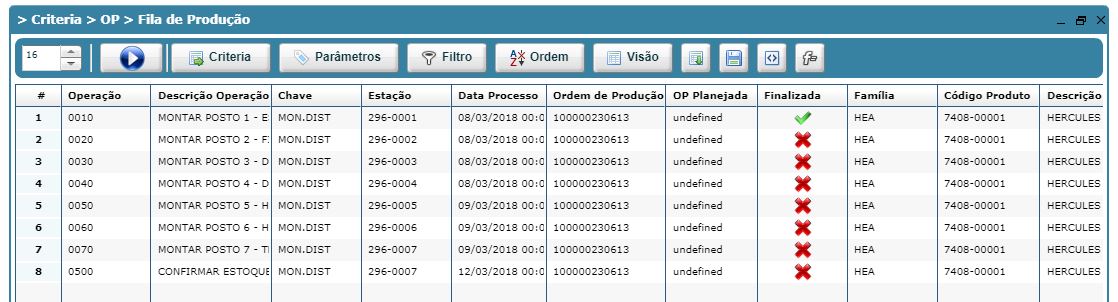 > Criteria > OP > Fila de Produção
16 Criteria Parâmetros Filtro Ordem Visão
# Operação Descrição Operação Chave Estação Data Processo Ordem de Produção OP Planejada Finalizada Família Código Produto Descrição
1 0010 MONTAR POSTO 1 - E MON.DIST 296-0001 08/03/2018 00:0 100000230613 undefined HEA 7408-00001 HERCULES
2 0020 MONTAR POSTO 2 - F MON.DIST 296-0002 08/03/2018 00:0 100000230613 undefined HEA 7408-00001 HERCULES
3 0030 MONTAR POSTO 3 - D MON.DIST 296-0003 08/03/2018 00:0 100000230613 undefined HEA 7408-00001 HERCULES
4 0040 MONTAR POSTO 4 - D MON.DIST 296-0004 08/03/2018 00:0 100000230613 undefined HEA 7408-00001 HERCULES
5 0050 MONTAR POSTO 5 - H MON.DIST 296-0005 09/03/2018 00:0 100000230613 undefined HEA 7408-00001 HERCULES
6 0060 MONTAR POSTO 6 - H MON.DIST 296-0006 09/03/2018 00:0 100000230613 undefined HEA 7408-00001 HERCULES
7 0070 MONTAR POSTO 7 - T MON.DIST 296-0007 09/03/2018 00:0 100000230613 undefined HEA 7408-00001 HERCULES
8 0500 CONFIRMAR ESTOQUE MON.DIST 296-0007 12/03/2018 00:0 100000230613 undefined HEA 7408-00001 HERCULES